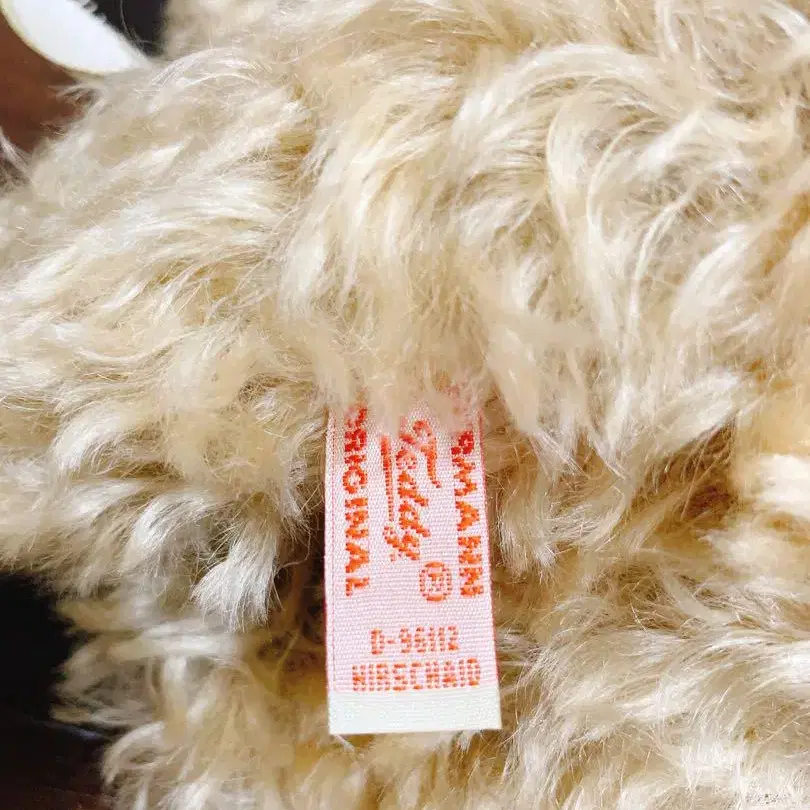 HERMANN
Teddy ®
ORIGINAL
D-96112
HIRSCHAID